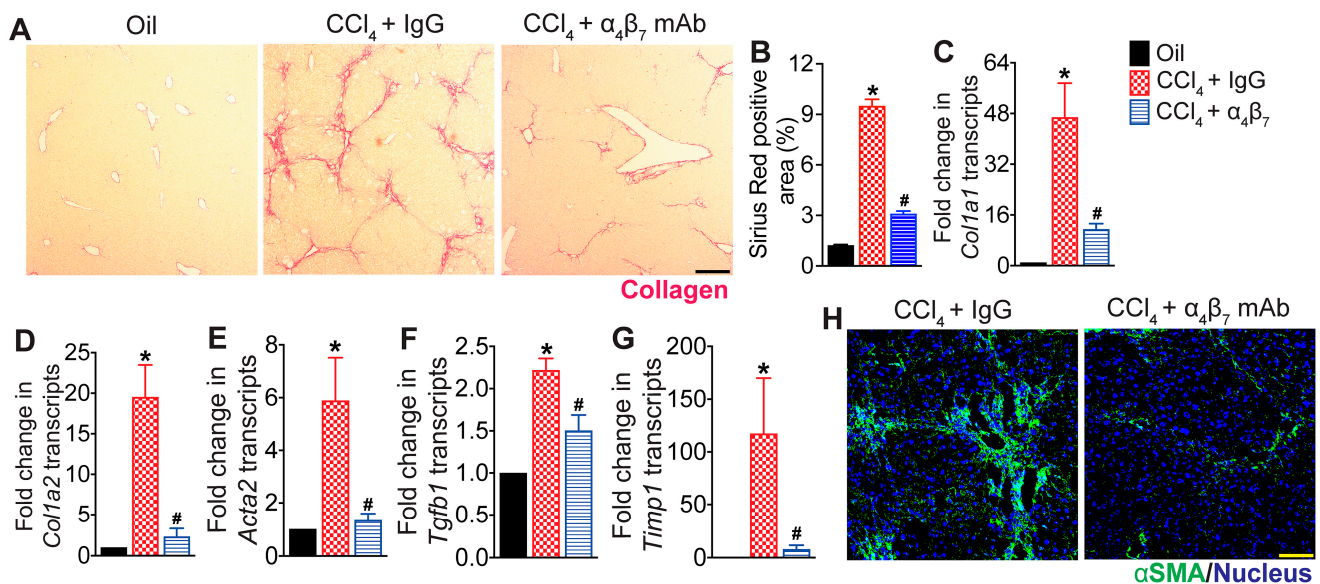 A
Oil
CCl₄ + IgG
CCl₄ + α₄β₇ mAb
Collagen
B
Sirius Red positive
area (%)
12
9
6
3
0
*
#
C
Fold change in
Col1a1 transcripts
64
48
32
16
0
*
#
Oil
CCl₄ + IgG
CCl₄ + α₄β₇
D
Fold change in
Col1a2 transcripts
25
20
15
10
5
0
*
#
E
Fold change in
Acta2 transcripts
8
6
4
2
0
*
#
F
Fold change in
Tgfb1 transcripts
2.5
2.0
1.5
1.0
0.5
0.0
*
#
G
Fold change in
Timp1 transcripts
200
150
100
50
0
*
#
H
CCl₄ + IgG
CCl₄ + α₄β₇ mAb
αSMA/Nucleus